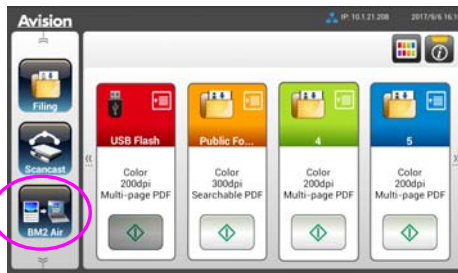 Avision
IP: 10.1.21.208 2017/9/6 16:1
Filing
Scancast
BM2 Air
USB Flash
Color
200dpi
Multi-page PDF
Public Fo...
Color
300dpi
Searchable PDF
4
Color
200dpi
Multi-page PDF
5
Color
200dpi
Multi-page PDF